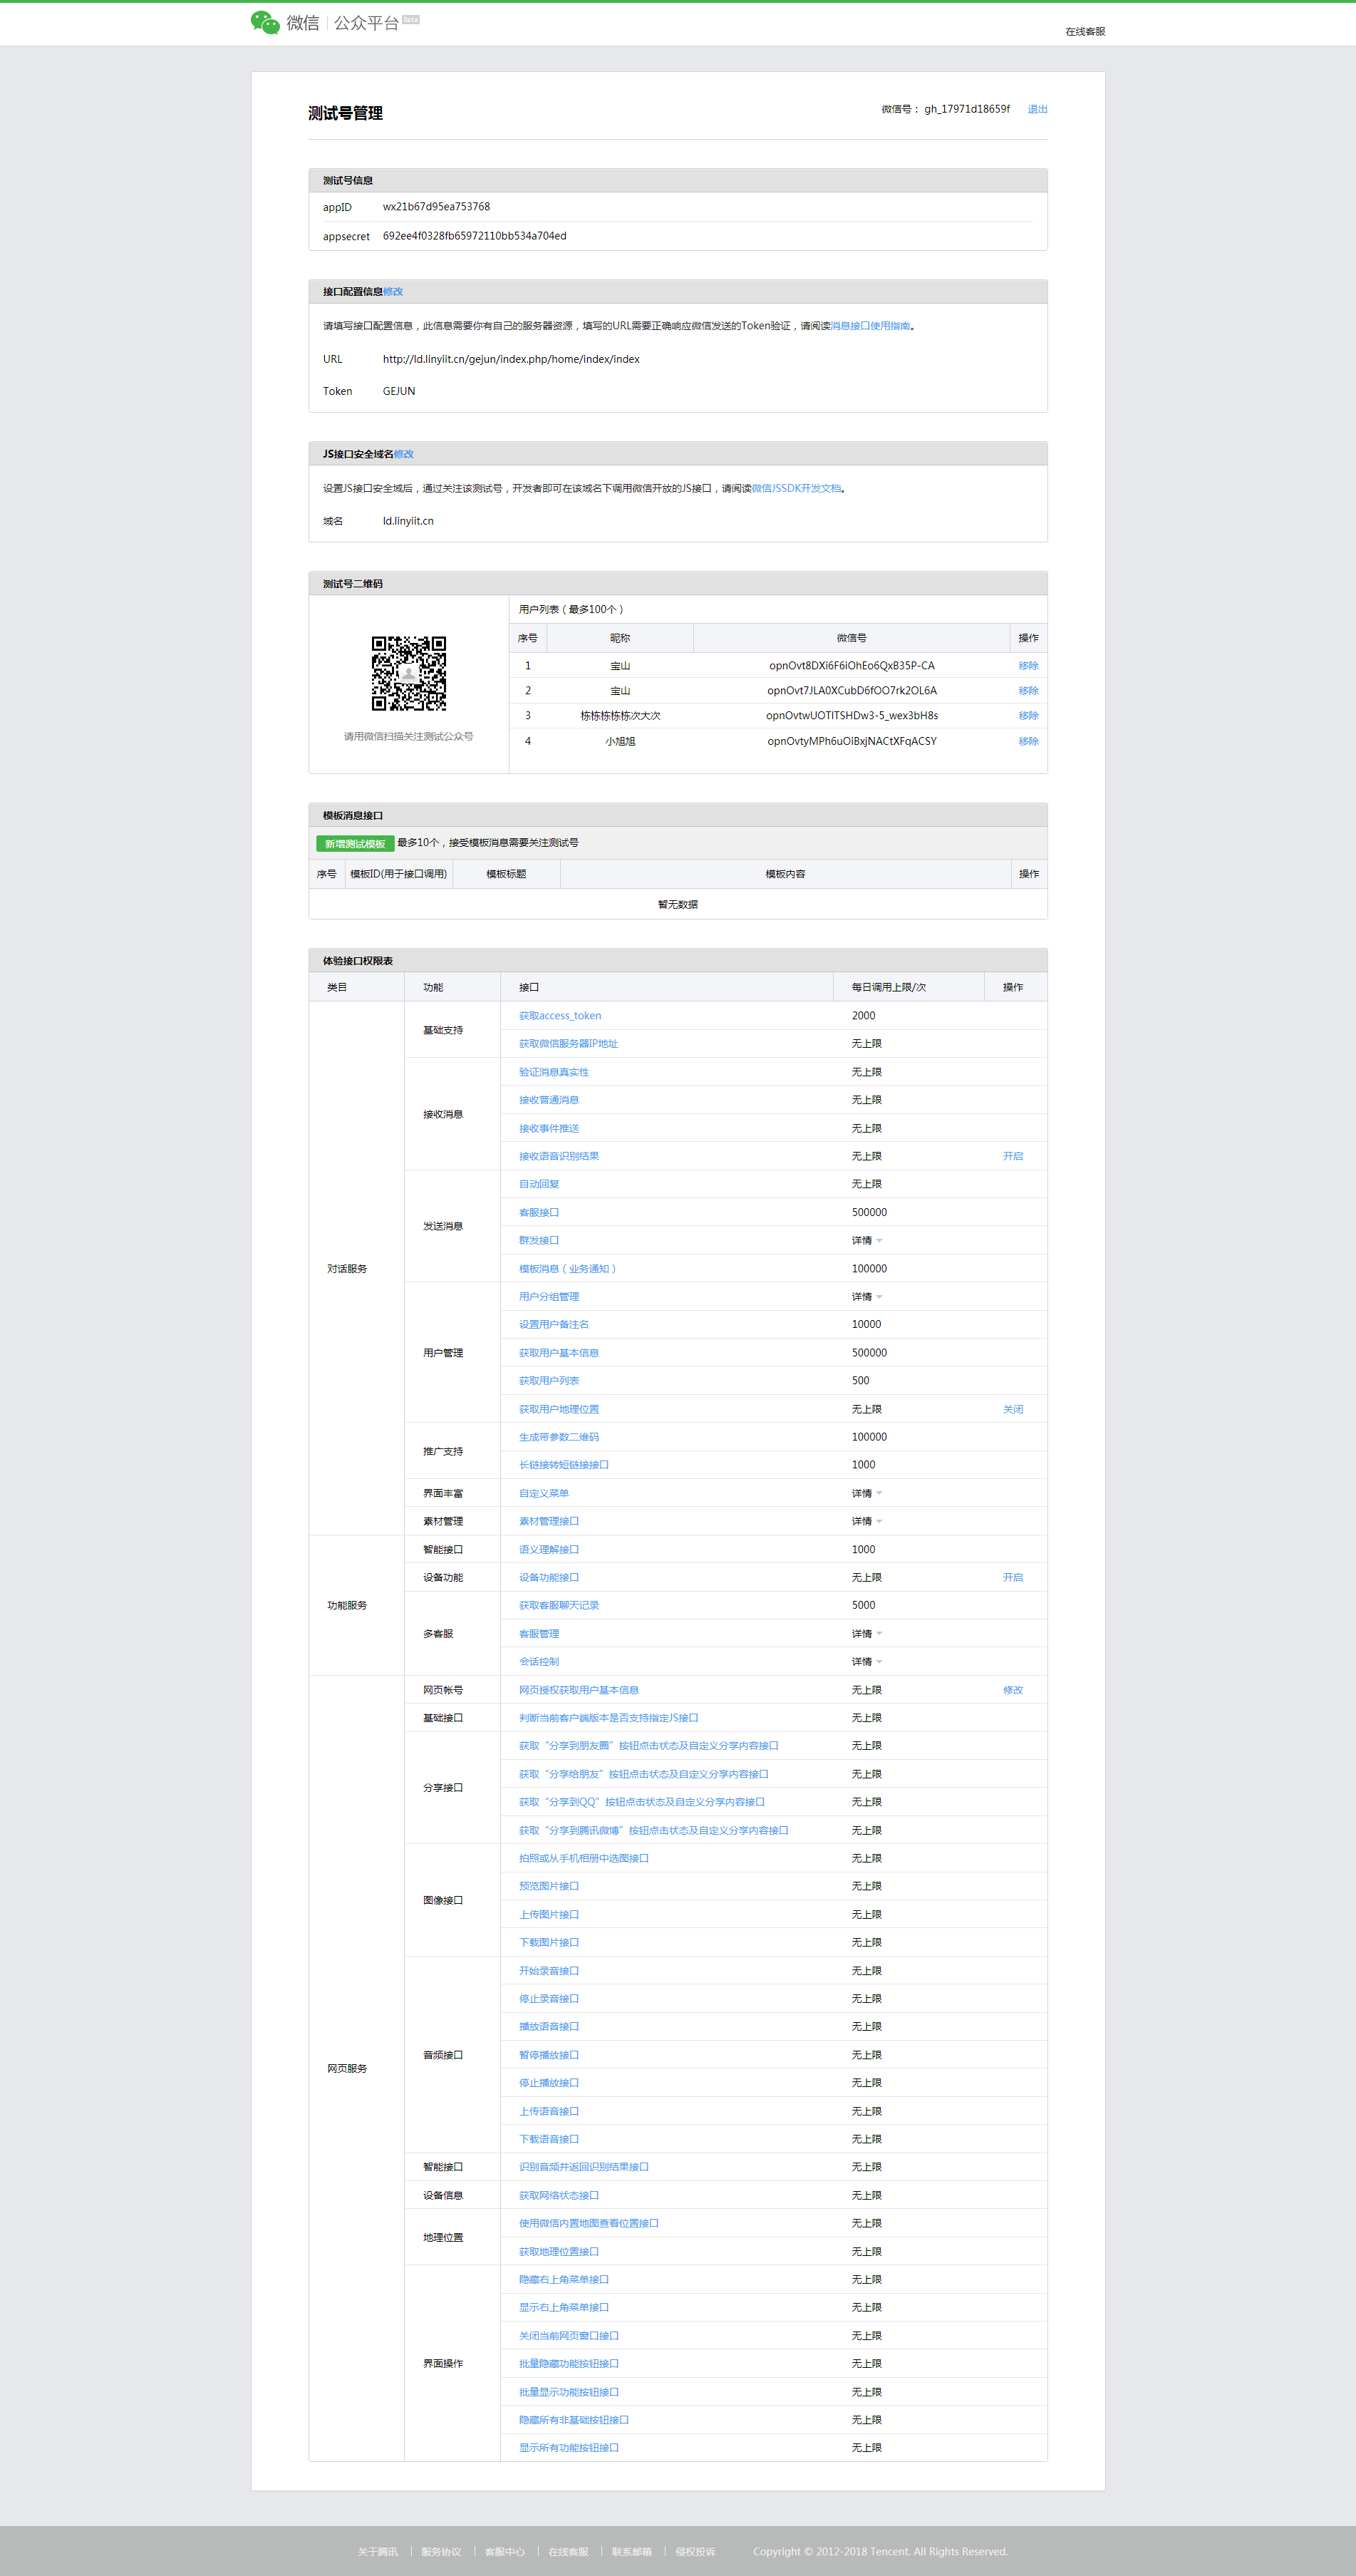 微信 | 公众平台 Beta
在线客服
测试号管理
微信号： gh_17971d18659f 退出
测试号信息
appID wx21b67d95ea753768
appsecret 692ee4f0328fb65972110bb534a704ed
接口配置信息修改
请填写接口配置信息，此信息需要你有自己的服务器资源，填写的URL需要正确响应微信发送的Token验证，请阅读消息接口使用指南。
URL http://ld.linyiit.cn/gejun/index.php/home/index/index
Token GEJUN
JS接口安全域名修改
设置JS接口安全域后，通过关注该测试号，开发者即可在该域名下调用微信开放的JS接口，请阅读微信JSSDK开发文档。
域名 ld.linyiit.cn
测试号二维码
用户列表（最多100个）
序号 昵称 微信号 操作
1 宝山 opnOvt8DXi6F6iOhEo6QxB35P-CA 移除
2 宝山 opnOvt7JLA0XCubD6fOO7rk2OL6A 移除
3 栋栋栋栋栋次大次 opnOvtwUOTITSHDw3-5_wex3bH8s 移除
4 小旭旭 opnOvtyMPh6uOiBxjNACtXFqACSY 移除
请用微信扫描关注测试公众号
模板消息接口
新增测试模板 最多10个，接受模板消息需要关注测试号
序号 模板ID(用于接口调用) 模板标题 模板内容 操作
暂无数据
体验接口权限表
类目 功能 接口 每日调用上限/次 操作
对话服务 基础支持 获取access_token 2000
获取微信服务器IP地址 无上限
接收消息 验证消息真实性 无上限
接收普通消息 无上限
接收事件推送 无上限
接收语音识别结果 无上限 开启
发送消息 自动回复 无上限
客服接口 500000
群发接口 详情
模板消息（业务通知） 100000
用户管理 用户分组管理 详情
设置用户备注名 10000
获取用户基本信息 500000
获取用户列表 500
获取用户地理位置 无上限 关闭
推广支持 生成带参数二维码 100000
长链接转短链接接口 1000
界面丰富 自定义菜单 详情
素材管理 素材管理接口 详情
功能服务 智能接口 语义理解接口 1000
设备功能 设备功能接口 无上限 开启
多客服 获取客服聊天记录 5000
客服管理 详情
会话控制 详情
网页服务 网页帐号 网页授权获取用户基本信息 无上限 修改
基础接口 判断当前客户端版本是否支持指定JS接口 无上限
分享接口 获取“分享到朋友圈”按钮点击状态及自定义分享内容接口 无上限
获取“分享给朋友”按钮点击状态及自定义分享内容接口 无上限
获取“分享到QQ”按钮点击状态及自定义分享内容接口 无上限
获取“分享到腾讯微博”按钮点击状态及自定义分享内容接口 无上限
图像接口 拍照或从手机相册中选图接口 无上限
预览图片接口 无上限
上传图片接口 无上限
下载图片接口 无上限
音频接口 开始录音接口 无上限
停止录音接口 无上限
播放语音接口 无上限
暂停播放接口 无上限
停止播放接口 无上限
上传语音接口 无上限
下载语音接口 无上限
智能接口 识别音频并返回识别结果接口 无上限
设备信息 获取网络状态接口 无上限
地理位置 使用微信内置地图查看位置接口 无上限
获取地理位置接口 无上限
界面操作 隐藏右上角菜单接口 无上限
显示右上角菜单接口 无上限
关闭当前网页窗口接口 无上限
批量隐藏功能按钮接口 无上限
批量显示功能按钮接口 无上限
隐藏所有非基础按钮接口 无上限
显示所有功能按钮接口 无上限
关于腾讯 | 服务协议 | 客服中心 | 在线客服 | 联系邮箱 | 侵权投诉 Copyright © 2012-2018 Tencent. All Rights Reserved.